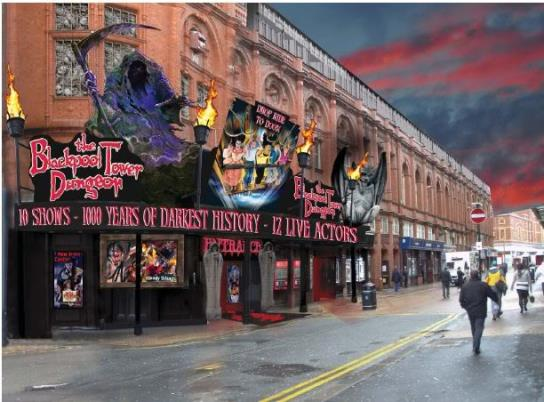 the
Blackpool Tower
Dungeon
DROP RIDE
TO DOOM
the
Blackpool Tower
Dungeon
10 SHOWS - 1000 YEARS OF DARKEST HISTORY - 12 LIVE ACTORS
ENTRANCE